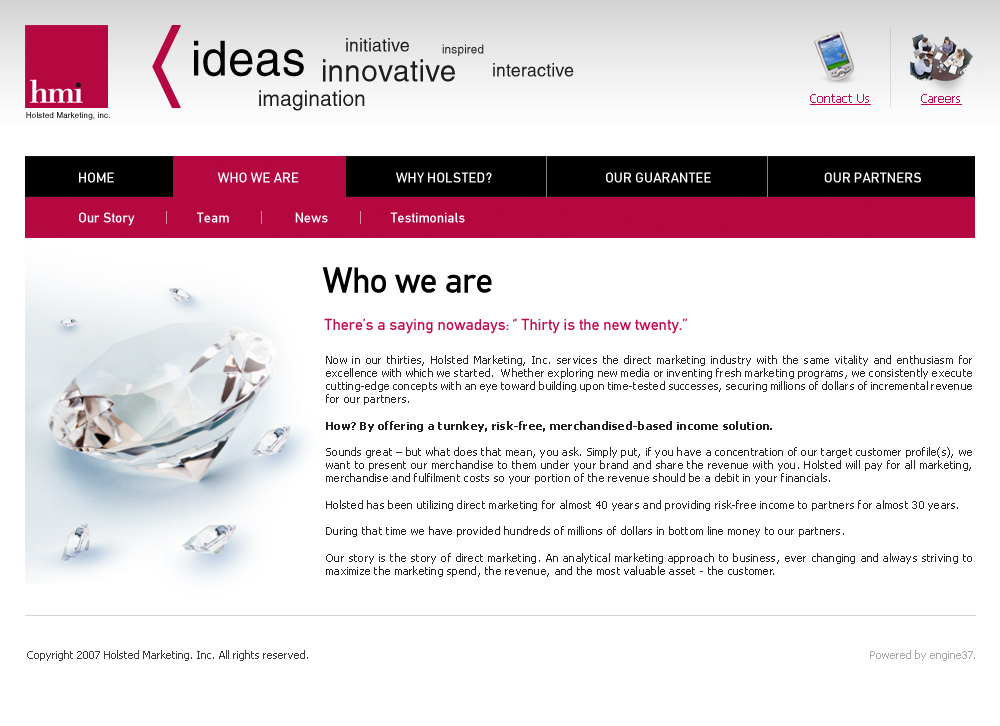 hmi
Holsted Marketing, inc.
ideas
initiative
inspired
innovative
interactive
imagination
Contact Us
Careers
HOME
WHO WE ARE
WHY HOLSTED?
OUR GUARANTEE
OUR PARTNERS
Our Story
Team
News
Testimonials
Who we are
There's a saying nowadays: “ Thirty is the new twenty.”
Now in our thirties, Holsted Marketing, Inc. services the direct marketing industry with the same vitality and enthusiasm for
excellence with which we started.  Whether exploring new media or inventing fresh marketing programs, we consistently execute
cutting-edge concepts with an eye toward building upon time-tested successes, securing millions of dollars of incremental revenue
for our partners.
How? By offering a turnkey, risk-free, merchandised-based income solution.
Sounds great – but what does that mean, you ask. Simply put, if you have a concentration of our target customer profile(s), we
want to present our merchandise to them under your brand and share the revenue with you. Holsted will pay for all marketing,
merchandise and fulfilment costs so your portion of the revenue should be a debit in your financials.
Holsted has been utilizing direct marketing for almost 40 years and providing risk-free income to partners for almost 30 years.
During that time we have provided hundreds of millions of dollars in bottom line money to our partners.
Our story is the story of direct marketing. An analytical marketing approach to business, ever changing and always striving to
maximize the marketing spend, the revenue, and the most valuable asset - the customer.
Copyright 2007 Holsted Marketing. Inc. All rights reserved.
Powered by engine37.